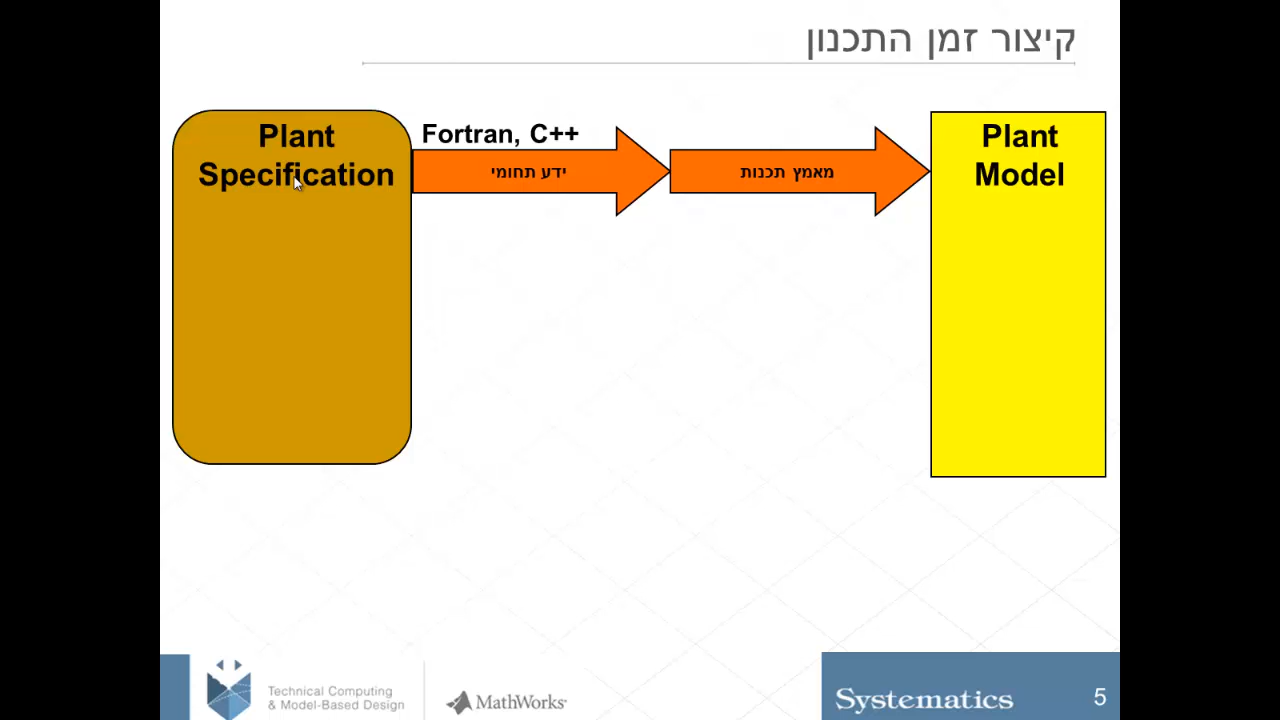 קיצור זמן התכנון
Plant
Specification
Fortran, C++
ידע תחומי
מאמץ תכנות
Plant
Model
Technical Computing
& Model-Based Design
MathWorks
Systematics
5